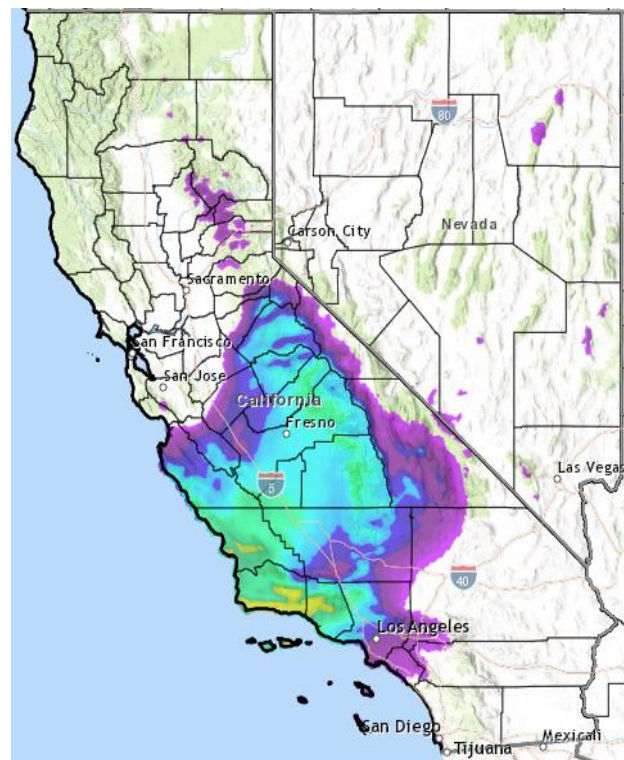 80
Nevada
Carson City
Sacramento
San Francisco
San Jose
California
Fresno
5
Las Vegas
40
Los Angeles
San Diego
Mexicali
Tijuana